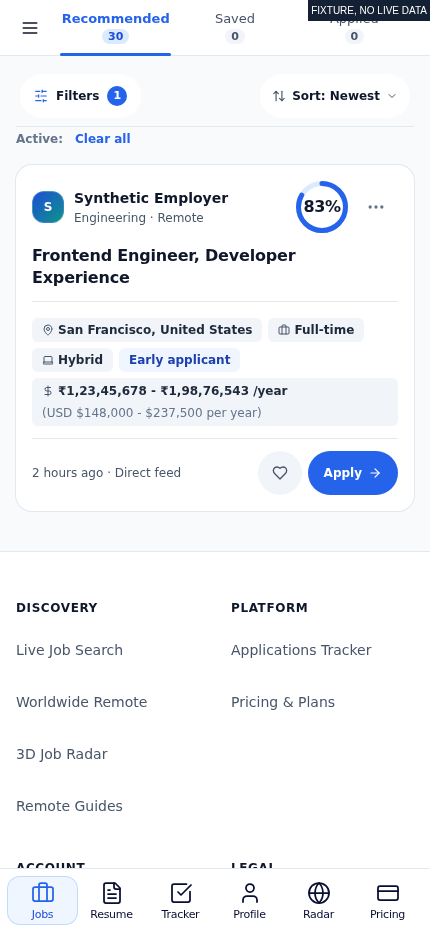 FIXTURE, NO LIVE DATA
Recommended
30
Saved
0
Applied
0
Filters 1
Sort: Newest
Active: Clear all
S
Synthetic Employer
Engineering · Remote
83%
Frontend Engineer, Developer
Experience
San Francisco, United States
Full-time
Hybrid
Early applicant
₹1,23,45,678 - ₹1,98,76,543 /year
(USD $148,000 - $237,500 per year)
2 hours ago · Direct feed
Apply
DISCOVERY
PLATFORM
Live Job Search
Applications Tracker
Worldwide Remote
Pricing & Plans
3D Job Radar
Remote Guides
ACCOUNT
LEGAL
Jobs
Resume
Tracker
Profile
Radar
Pricing